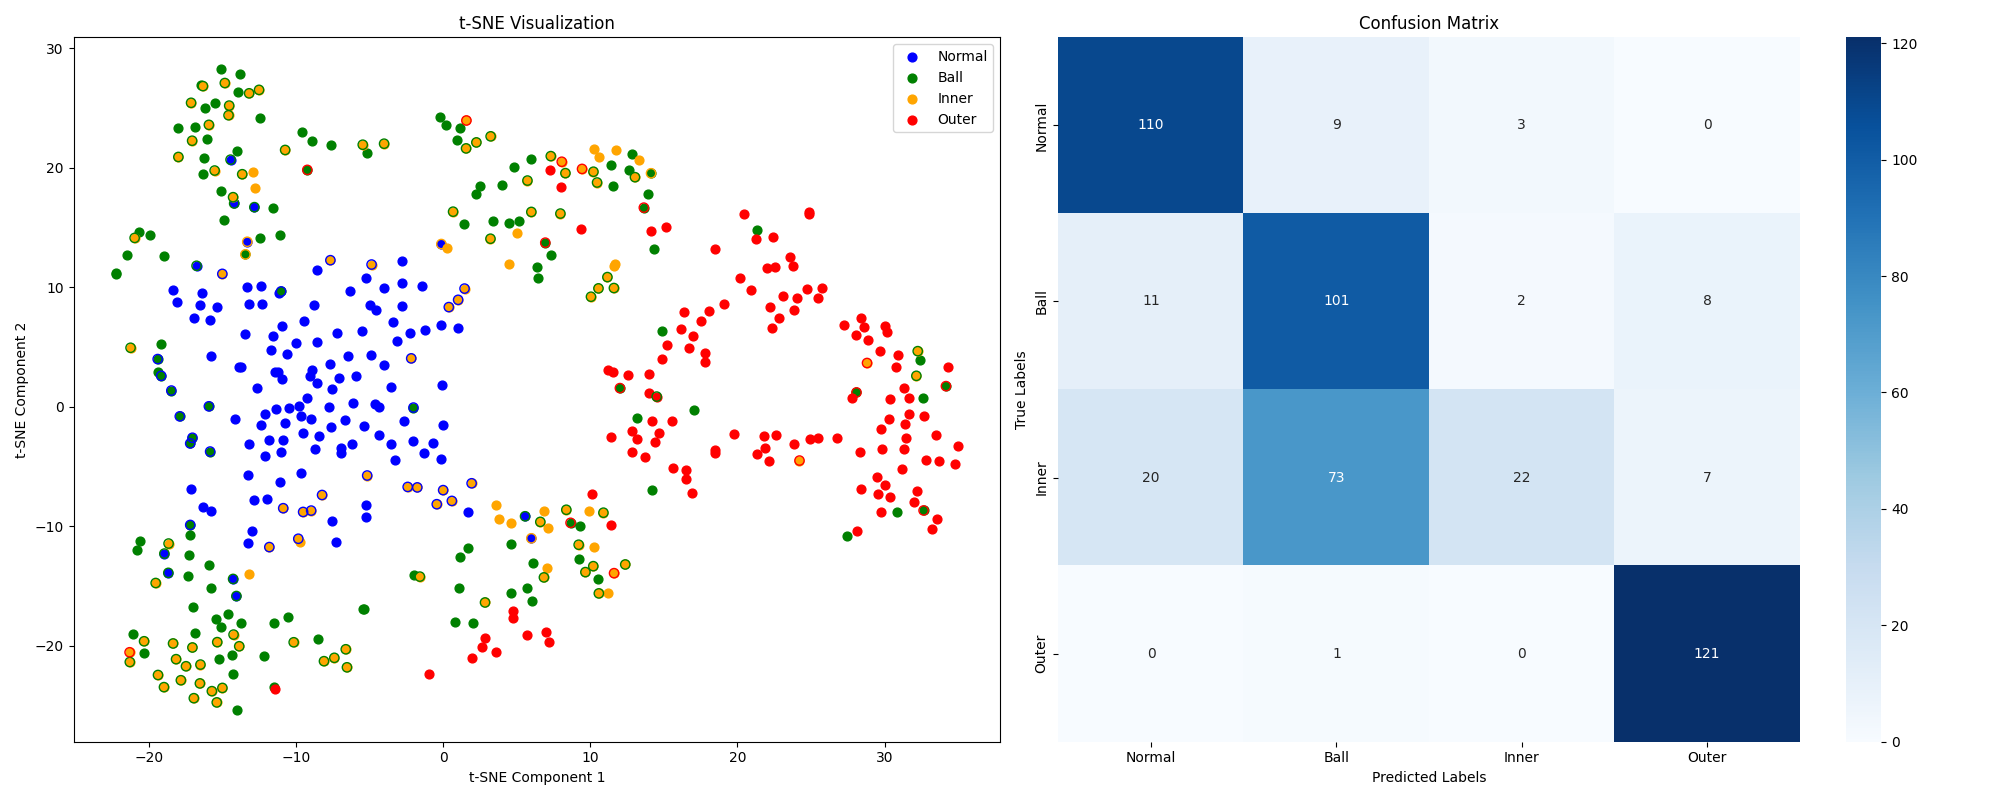 t-SNE Visualization
30
20
10
0
−10
−20
t-SNE Component 2
−20
−10
0
10
20
30
t-SNE Component 1
Normal
Ball
Inner
Outer
Confusion Matrix
Normal
Ball
Inner
Outer
True Labels
110 9 3 0
11 101 2 8
20 73 22 7
0 1 0 121
Normal Ball Inner Outer
Predicted Labels
120
100
80
60
40
20
0